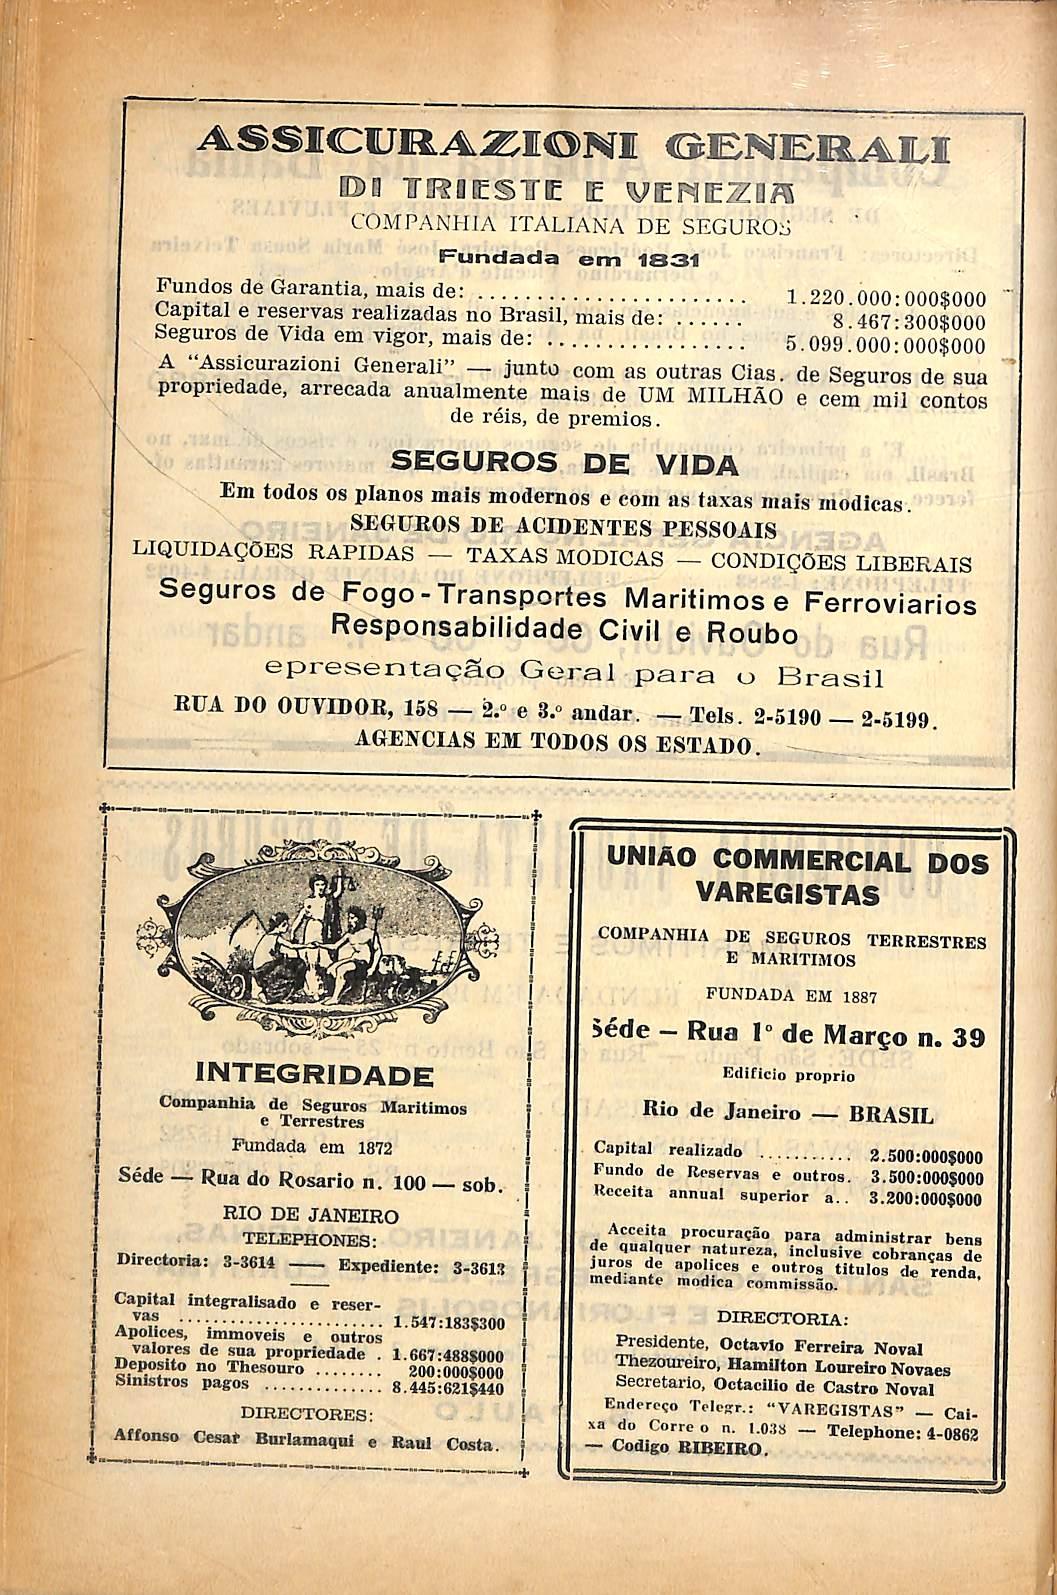 ASSICURAZIONI GENERALI
DI TRIESTE E VENEZIA
COMPANHIA ITALIANA DE SEGUROS
Fundada em 1831
Fundos de Garantia, mais de: ...................... 1.220.000:000$000
Capital e reservas realizadas no Brasil, mais de: ...... 8.467:300$000
Seguros de Vida em vigor, mais de: ................. 5.099.000:000$000
A “Assicurazioni Generali” — junto com as outras Cias. de Seguros de sua
propriedade, arrecada anualmente mais de UM MILHÃO e cem mil contos
de réis, de premios.
SEGUROS DE VIDA
Em todos os planos mais modernos e com as taxas mais modicas.
SEGUROS DE ACIDENTES PESSOAIS
LIQUIDAÇÕES RAPIDAS — TAXAS MODICAS — CONDIÇÕES LIBERAIS
Seguros de Fogo - Transportes Maritimos e Ferroviarios
Responsabilidade Civil e Roubo
epresentação Geral para o Brasil
RUA DO OUVIDOR, 158 — 2.º e 3.º andar. — Tels. 2-5190 — 2-5199.
AGENCIAS EM TODOS OS ESTADO.
INTEGRIDADE
Companhia de Seguros Maritimos
e Terrestres
Fundada em 1872
Séde — Rua do Rosario n. 100 — sob.
RIO DE JANEIRO
TELEPHONES:
Directoria: 3-3614 — Expediente: 3-3613
Capital integralisado e reser-
vas ........................ 1.547:183$300
Apolices, immoveis e outros
valores de sua propriedade . 1.667:488$000
Deposito no Thesouro ........ 200:000$000
Sinistros pagos .............. 8.445:621$440
DIRECTORES:
Affonso Cesar Burlamaqui e Raul Costa.
UNIÃO COMMERCIAL DOS
VAREGISTAS
COMPANHIA DE SEGUROS TERRESTRES
E MARITIMOS
FUNDADA EM 1887
Séde – Rua 1º de Março n. 39
Edificio proprio
Rio de Janeiro — BRASIL
Capital realizado ........... 2.500:000$000
Fundo de Reservas e outros. 3.500:000$000
Receita annual superior a.. 3.200:000$000
Acceita procuração para administrar bens
de qualquer natureza, inclusive cobranças de
juros de apolices e outros titulos de renda,
mediante modica commissão.
DIRECTORIA:
Presidente, Octavio Ferreira Noval
Thezoureiro, Hamilton Loureiro Novaes
Secretario, Octacilio de Castro Noval
Endereço Telegr.: “VAREGISTAS” — Cai-
xa do Correo n. 1.038 — Telephone: 4-0862
— Codigo RIBEIRO.